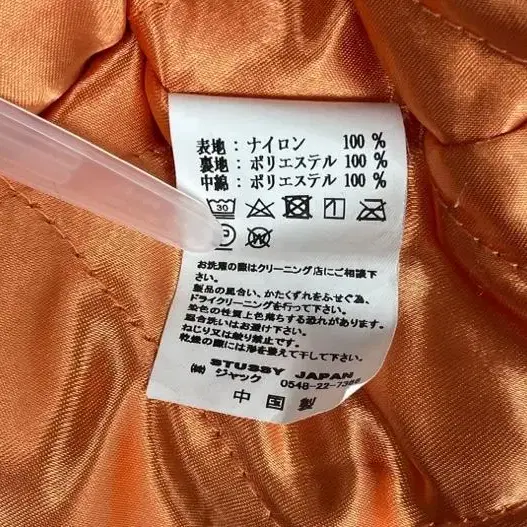 表地 : ナイロン 100 %
裏地 : ポリエステル 100 %
中綿 : ポリエステル 100 %
30
P W
お洗濯の際はクリーニング店にご相談下
さい。
製品の風合い、かたくずれをふせぐ為、
ドライクリーニングを行って下さい。
染色の性質上色落ちする恐れがあります。
混合洗いはお避け下さい。
ねじり又は絞り禁止です。
乾燥の際には形を整えて干して下さい。
STUSSY JAPAN
㈱ ジャック 0548-22-7366
中国製